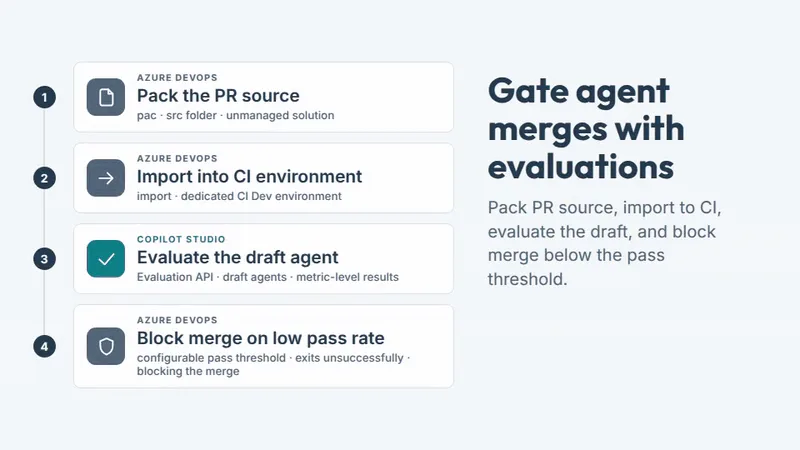 1
AZURE DEVOPS
Pack the PR source
pac · src folder · unmanaged solution
2
AZURE DEVOPS
Import into CI environment
import · dedicated CI Dev environment
3
COPILOT STUDIO
Evaluate the draft agent
Evaluation API · draft agents · metric-level results
4
AZURE DEVOPS
Block merge on low pass rate
configurable pass threshold · exits unsuccessfully ·
blocking the merge
Gate agent
merges with
evaluations
Pack PR source, import to CI,
evaluate the draft, and block
merge below the pass
threshold.